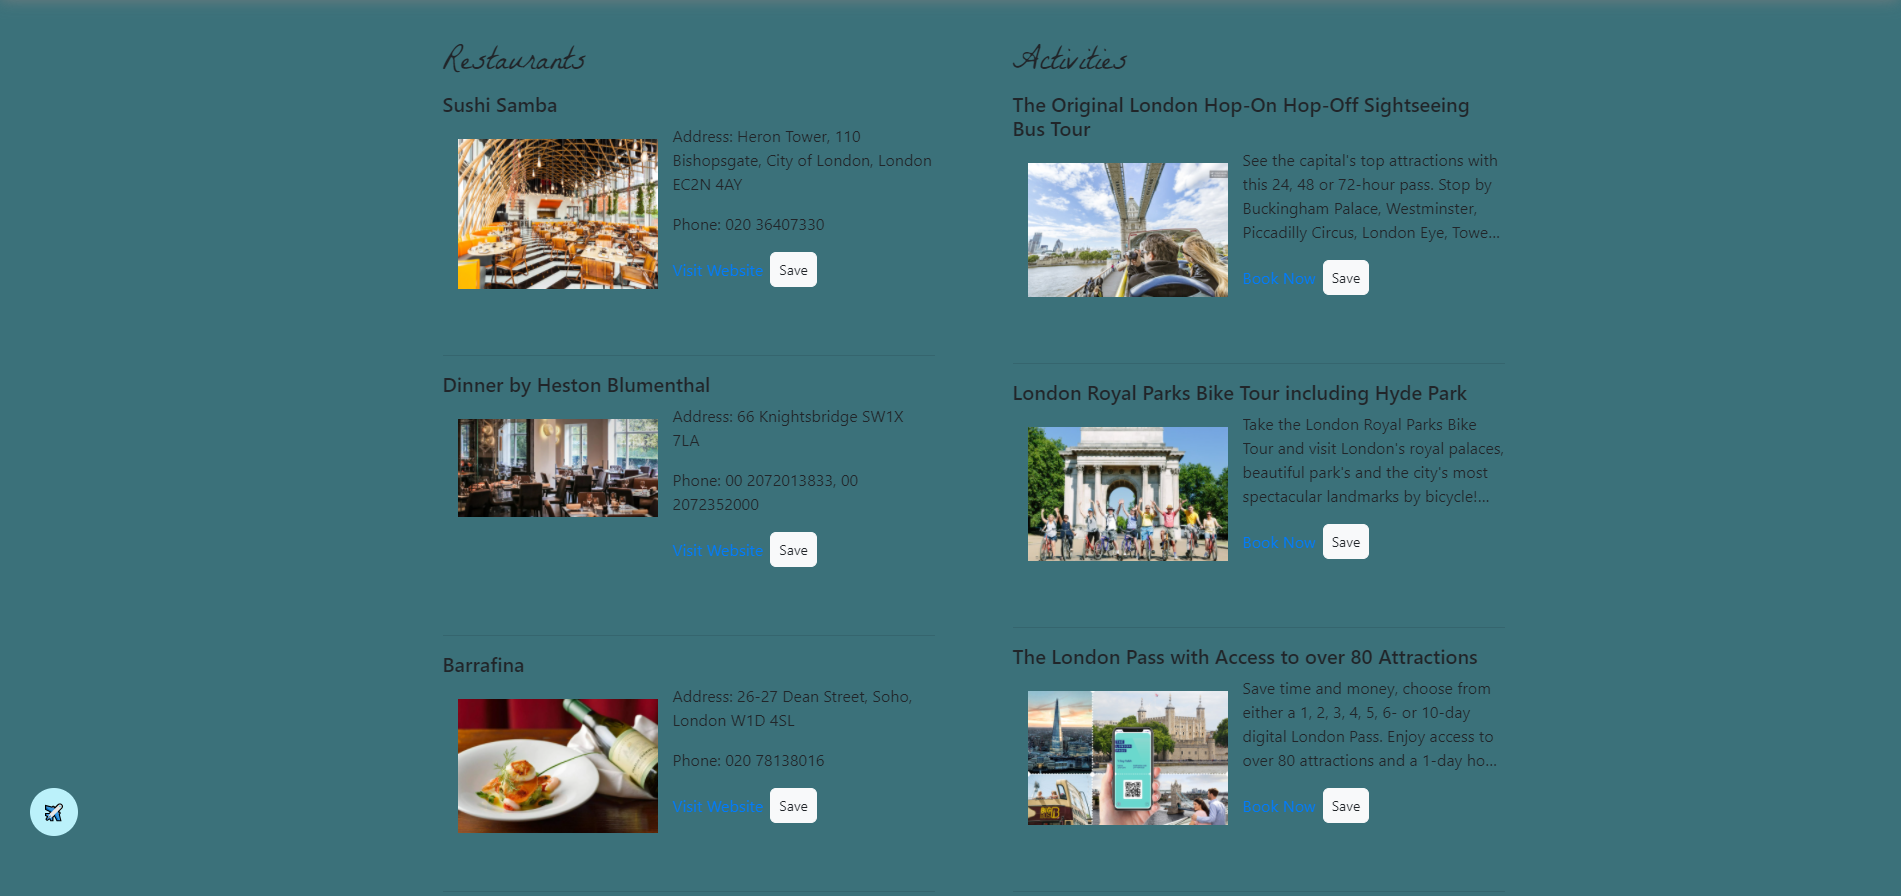 Restaurants
Sushi Samba
Address: Heron Tower, 110
Bishopsgate, City of London, London
EC2N 4AY
Phone: 020 36407330
Visit Website Save
Dinner by Heston Blumenthal
Address: 66 Knightsbridge SW1X
7LA
Phone: 00 2072013833, 00
2072352000
Visit Website Save
Barrafina
Address: 26-27 Dean Street, Soho,
London W1D 4SL
Phone: 020 78138016
Visit Website Save
Activities
The Original London Hop-On Hop-Off Sightseeing
Bus Tour
See the capital's top attractions with
this 24, 48 or 72-hour pass. Stop by
Buckingham Palace, Westminster,
Piccadilly Circus, London Eye, Towe...
Book Now Save
London Royal Parks Bike Tour including Hyde Park
Take the London Royal Parks Bike
Tour and visit London's royal palaces,
beautiful park's and the city's most
spectacular landmarks by bicycle!...
Book Now Save
The London Pass with Access to over 80 Attractions
Save time and money, choose from
either a 1, 2, 3, 4, 5, 6- or 10-day
digital London Pass. Enjoy access to
over 80 attractions and a 1-day ho...
Book Now Save